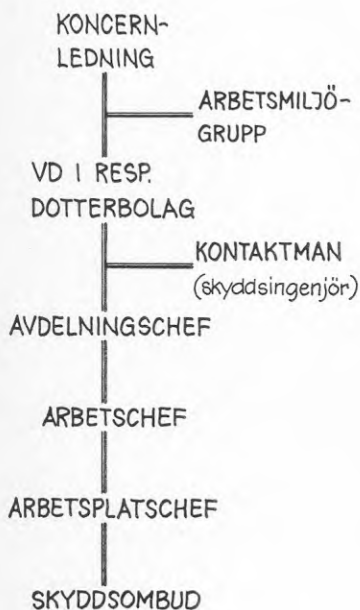 KONCERN-
LEDNING
ARBETSMILJÖ-
GRUPP
VD I RESP.
DOTTERBOLAG
KONTAKTMAN
(skyddsingenjör)
AVDELNINGSCHEF
ARBETSCHEF
ARBETSPLATSCHEF
SKYDDSOMBUD